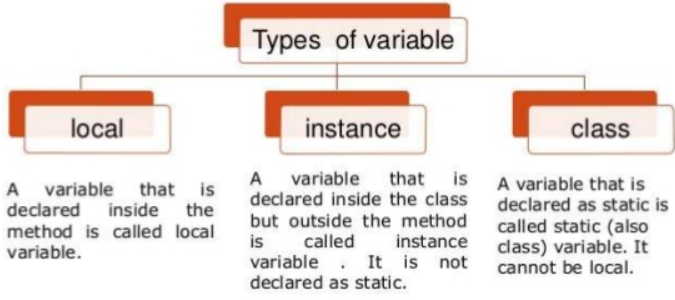 Types of variable
local
instance
class
A variable that is
declared inside the
method is called local
variable.
A variable that is
declared inside the class
but outside the method
is called instance
variable . It is not
declared as static.
A variable that is
declared as static is
called static (also
class) variable. It
cannot be local.